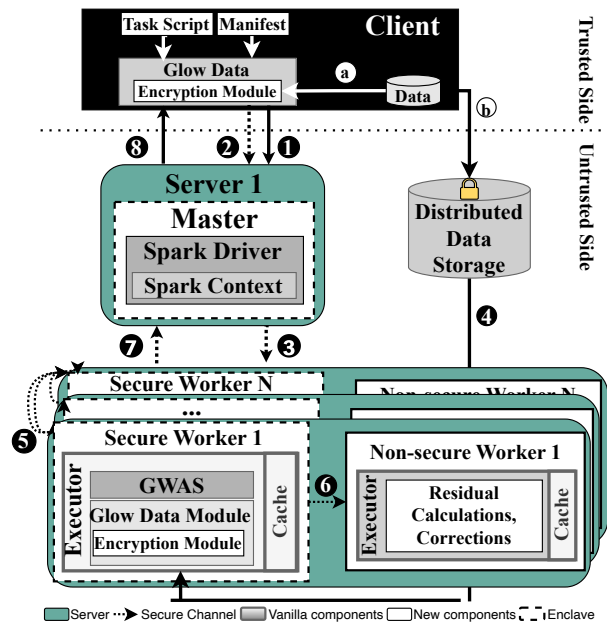 Client
Task Script
Manifest
Glow Data
Encryption Module
a
Data
b
Trusted Side
Untrusted Side
8
2
1
Server 1
Master
Spark Driver
Spark Context
Distributed
Data
Storage
4
7
3
Secure Worker N
Non-secure Worker N
...
5
Secure Worker 1
Executor
GWAS
Glow Data Module
Encryption Module
Cache
6
Non-secure Worker 1
Executor
Residual
Calculations,
Corrections
Cache
Server
Secure Channel
Vanilla components
New components
Enclave